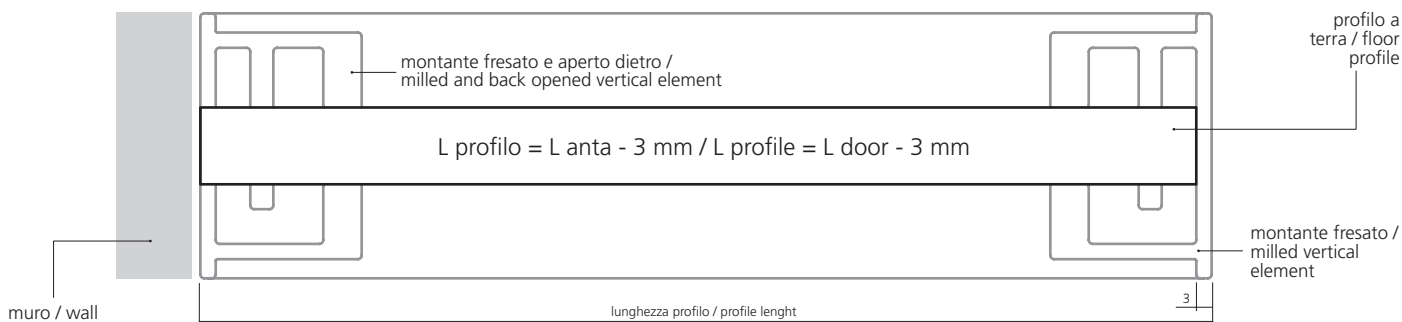 profilo a
terra / floor
profile
montante fresato e aperto dietro /
milled and back opened vertical element
L profilo = L anta - 3 mm / L profile = L door - 3 mm
montante fresato /
milled vertical
element
muro / wall
lunghezza profilo / profile lenght
3